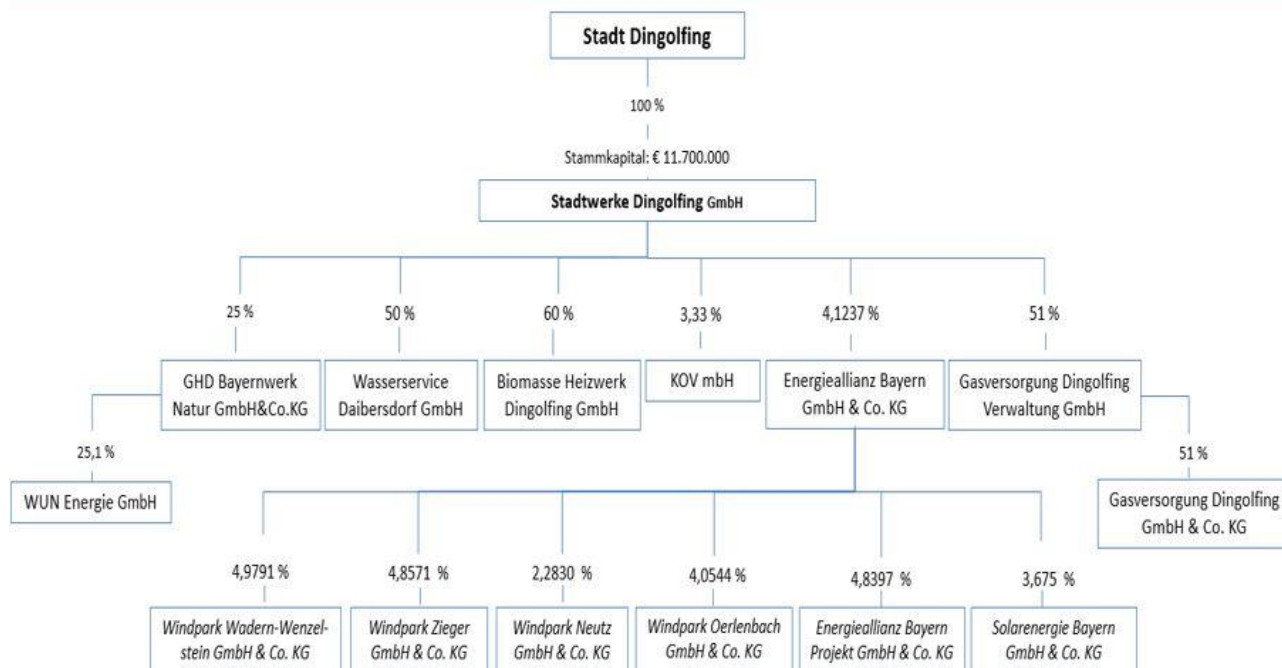 Stadt Dingolfing
100 %
Stammkapital: € 11.700.000
Stadtwerke Dingolfing GmbH
25 %
50 %
60 %
3,33 %
4,1237 %
51 %
GHD Bayernwerk
Natur GmbH&Co.KG
Wasserservice
Daibersdorf GmbH
Biomasse Heizwerk
Dingolfing GmbH
KOV mbH
Energieallianz Bayern
GmbH & Co. KG
Gasversorgung Dingolfing
Verwaltung GmbH
25,1 %
WUN Energie GmbH
51 %
Gasversorgung Dingolfing
GmbH & Co. KG
4,9791 %
4,8571 %
2,2830 %
4,0544 %
4,8397 %
3,675 %
Windpark Wadern-Wenzel-
stein GmbH & Co. KG
Windpark Zieger
GmbH & Co. KG
Windpark Neutz
GmbH & Co. KG
Windpark Oerlenbach
GmbH & Co. KG
Energieallianz Bayern
Projekt GmbH & Co. KG
Solarenergie Bayern
GmbH & Co. KG